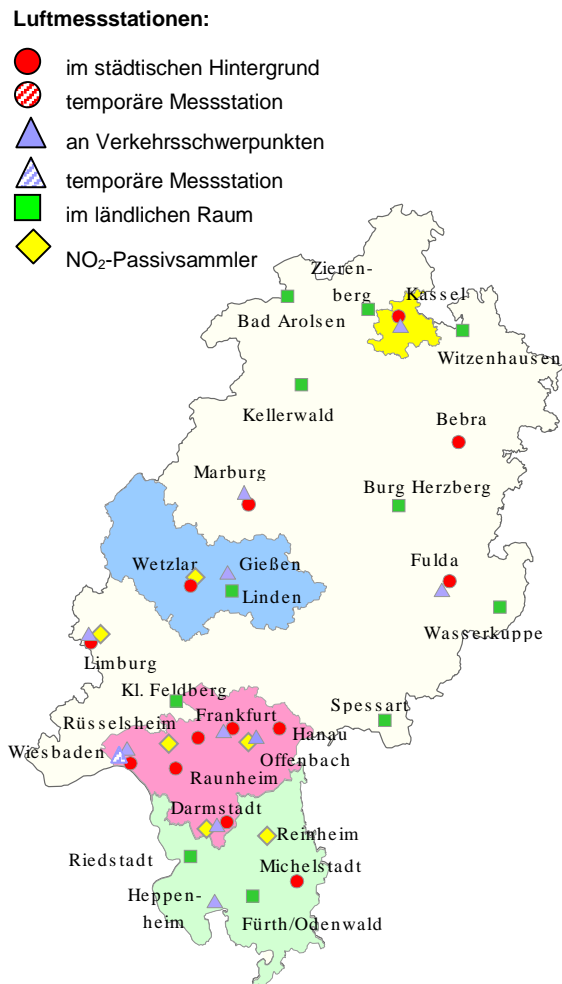 Luftmessstationen:
im städtischen Hintergrund
temporäre Messstation
an Verkehrsschwerpunkten
temporäre Messstation
im ländlichen Raum
NO₂-Passivsammler
Zieren-
berg
Kassel
Bad Arolsen
Witzenhausen
Kellerwald
Bebra
Marburg
Burg Herzberg
Wetzlar
Gießen
Fulda
Linden
Wasserkuppe
Limburg
Kl. Feldberg
Spessart
Rüsselsheim
Frankfurt
Hanau
Wiesbaden
Offenbach
Raunheim
Darmstadt
Reinheim
Riedstadt
Michelstadt
Heppen-
heim
Fürth/Odenwald